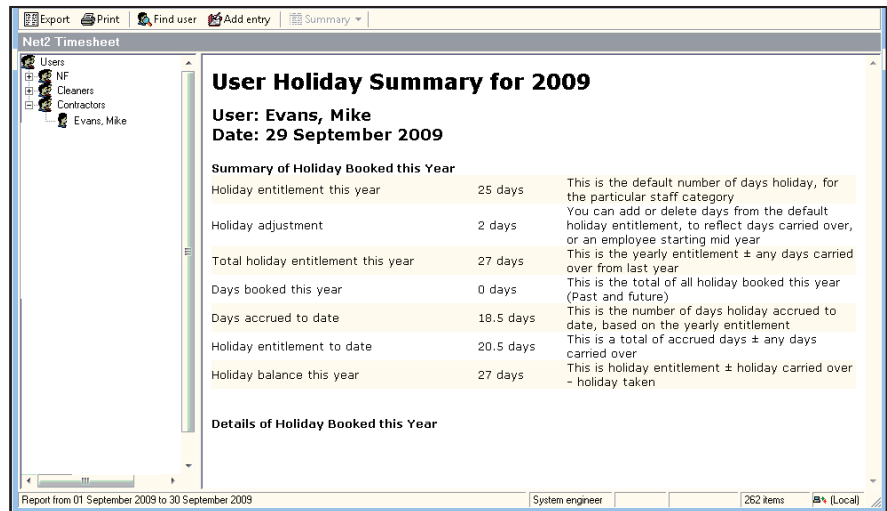 Export Print Find user Add entry Summary
Net2 Timesheet
Users
NF
Cleaners
Contractors
Evans, Mike
User Holiday Summary for 2009
User: Evans, Mike
Date: 29 September 2009
Summary of Holiday Booked this Year
Holiday entitlement this year 25 days This is the default number of days holiday, for
the particular staff category
Holiday adjustment 2 days You can add or delete days from the default
holiday entitlement, to reflect days carried over,
or an employee starting mid year
Total holiday entitlement this year 27 days This is the yearly entitlement ± any days carried
over from last year
Days booked this year 0 days This is the total of all holiday booked this year
(Past and future)
Days accrued to date 18.5 days This is the number of days holiday accrued to
date, based on the yearly entitlement
Holiday entitlement to date 20.5 days This is a total of accrued days ± any days
carried over
Holiday balance this year 27 days This is holiday entitlement ± holiday carried over
- holiday taken
Details of Holiday Booked this Year
Report from 01 September 2009 to 30 September 2009 System engineer 262 items (Local)